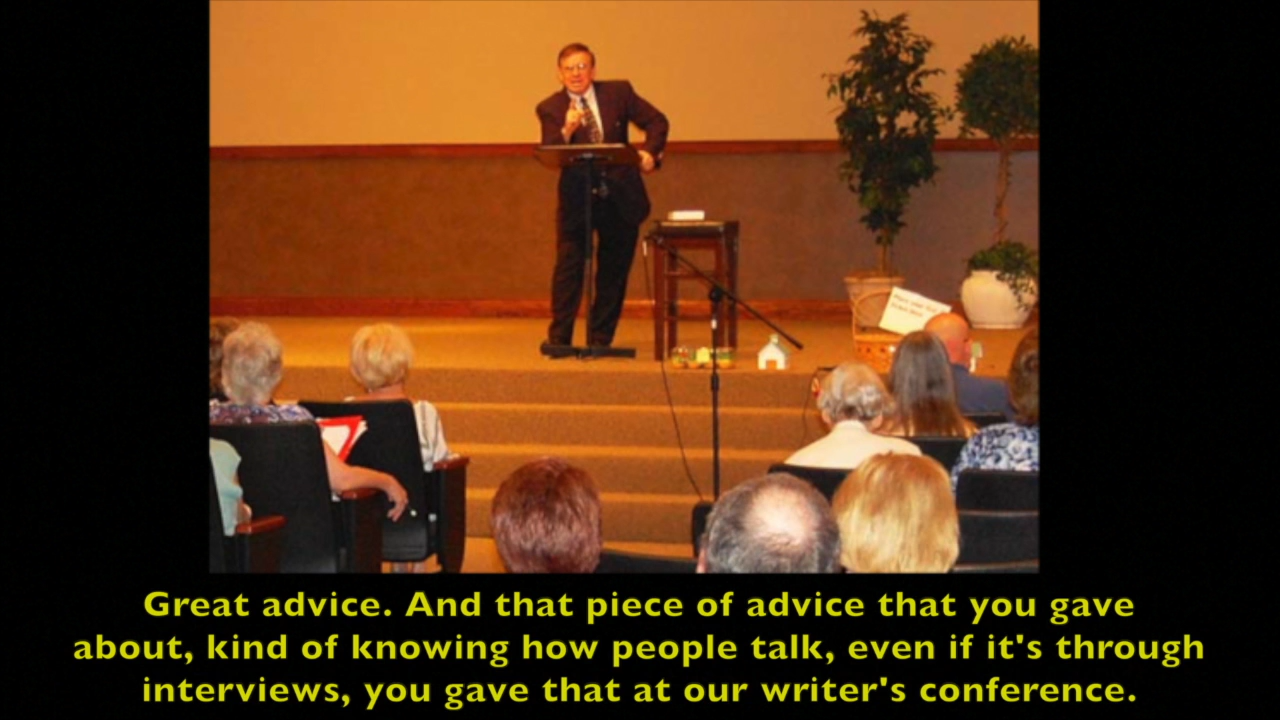 Great advice. And that piece of advice that you gave
about, kind of knowing how people talk, even if it's through
interviews, you gave that at our writer's conference.